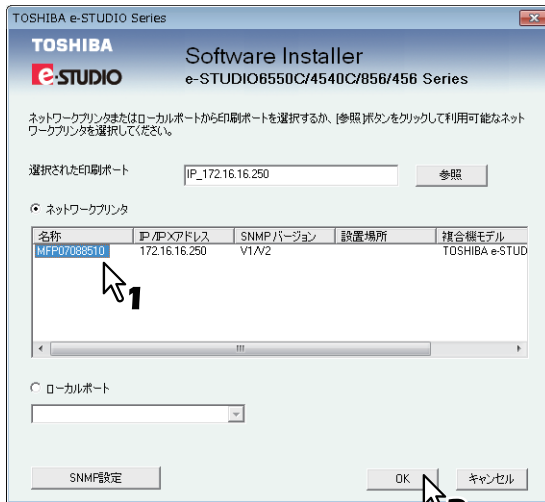 TOSHIBA e-STUDIO Series
TOSHIBA
e-STUDIO
Software Installer
e-STUDIO6550C/4540C/856/456 Series
ネットワークプリンタまたはローカルポートから印刷ポートを選択するか、[参照]ボタンをクリックして利用可能なネット
ワークプリンタを選択してください。
選択された印刷ポート IP_172.16.16.250 参照
ネットワークプリンタ
名称 IP/IPXアドレス SNMPバージョン 設置場所 複合機モデル
MFP07088510 172.16.16.250 V1/V2 TOSHIBA e-STUD
1
ローカルポート
SNMP設定 OK キャンセル